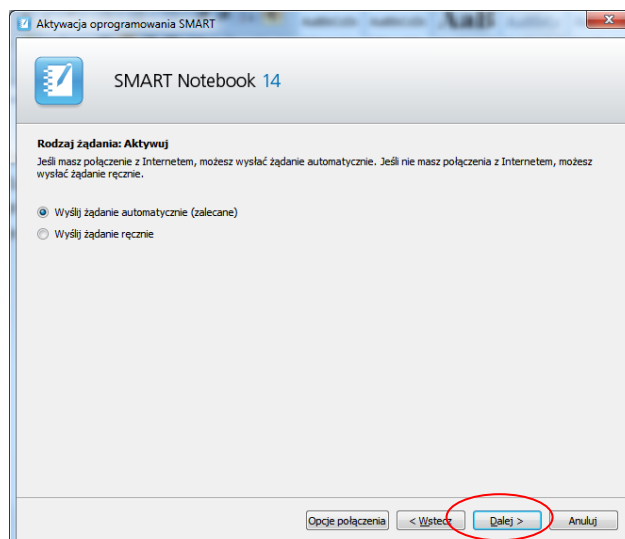 Aktywacja oprogramowania SMART
SMART Notebook 14
Rodzaj żądania: Aktywuj
Jeśli masz połączenie z Internetem, możesz wysłać żądanie automatycznie. Jeśli nie masz połączenia z Internetem, możesz
wysłać żądanie ręcznie.
Wyślij żądanie automatycznie (zalecane)
Wyślij żądanie ręcznie
Opcje połączenia < Wstecz Dalej > Anuluj